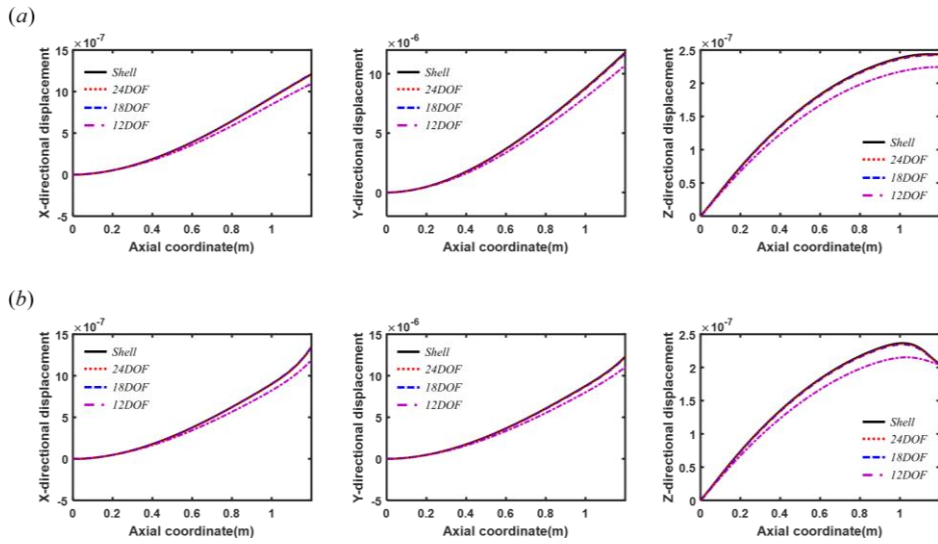 (a)
×10⁻⁷
15
10
5
0
-5
0 0.2 0.4 0.6 0.8 1
X-directional displacement
Axial coordinate(m)
Shell
24DOF
18DOF
12DOF
×10⁻⁶
10
5
0
0 0.2 0.4 0.6 0.8 1
Y-directional displacement
Axial coordinate(m)
Shell
24DOF
18DOF
12DOF
×10⁻⁷
2.5
2
1.5
1
0.5
0
0 0.2 0.4 0.6 0.8 1
Z-directional displacement
Axial coordinate(m)
Shell
24DOF
18DOF
12DOF
(b)
×10⁻⁷
15
10
5
0
-5
0 0.2 0.4 0.6 0.8 1
X-directional displacement
Axial coordinate(m)
Shell
24DOF
18DOF
12DOF
×10⁻⁶
15
10
5
0
-5
0 0.2 0.4 0.6 0.8 1
Y-directional displacement
Axial coordinate(m)
Shell
24DOF
18DOF
12DOF
×10⁻⁷
2.5
2
1.5
1
0.5
0
0 0.2 0.4 0.6 0.8 1
Z-directional displacement
Axial coordinate(m)
Shell
24DOF
18DOF
12DOF